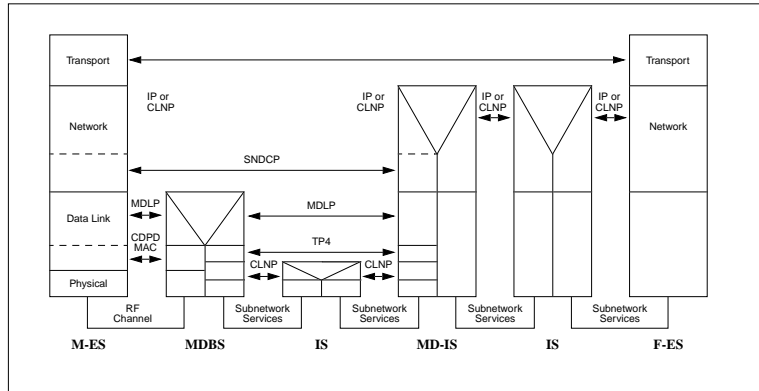 Transport
Transport
IP or
CLNP
IP or
CLNP
IP or
CLNP
IP or
CLNP
Network
Network
SNDCP
Data Link
MDLP
MDLP
CDPD
MAC
TP4
CLNP
CLNP
Physical
RF
Channel
Subnetwork
Services
Subnetwork
Services
Subnetwork
Services
Subnetwork
Services
M-ES
MDBS
IS
MD-IS
IS
F-ES